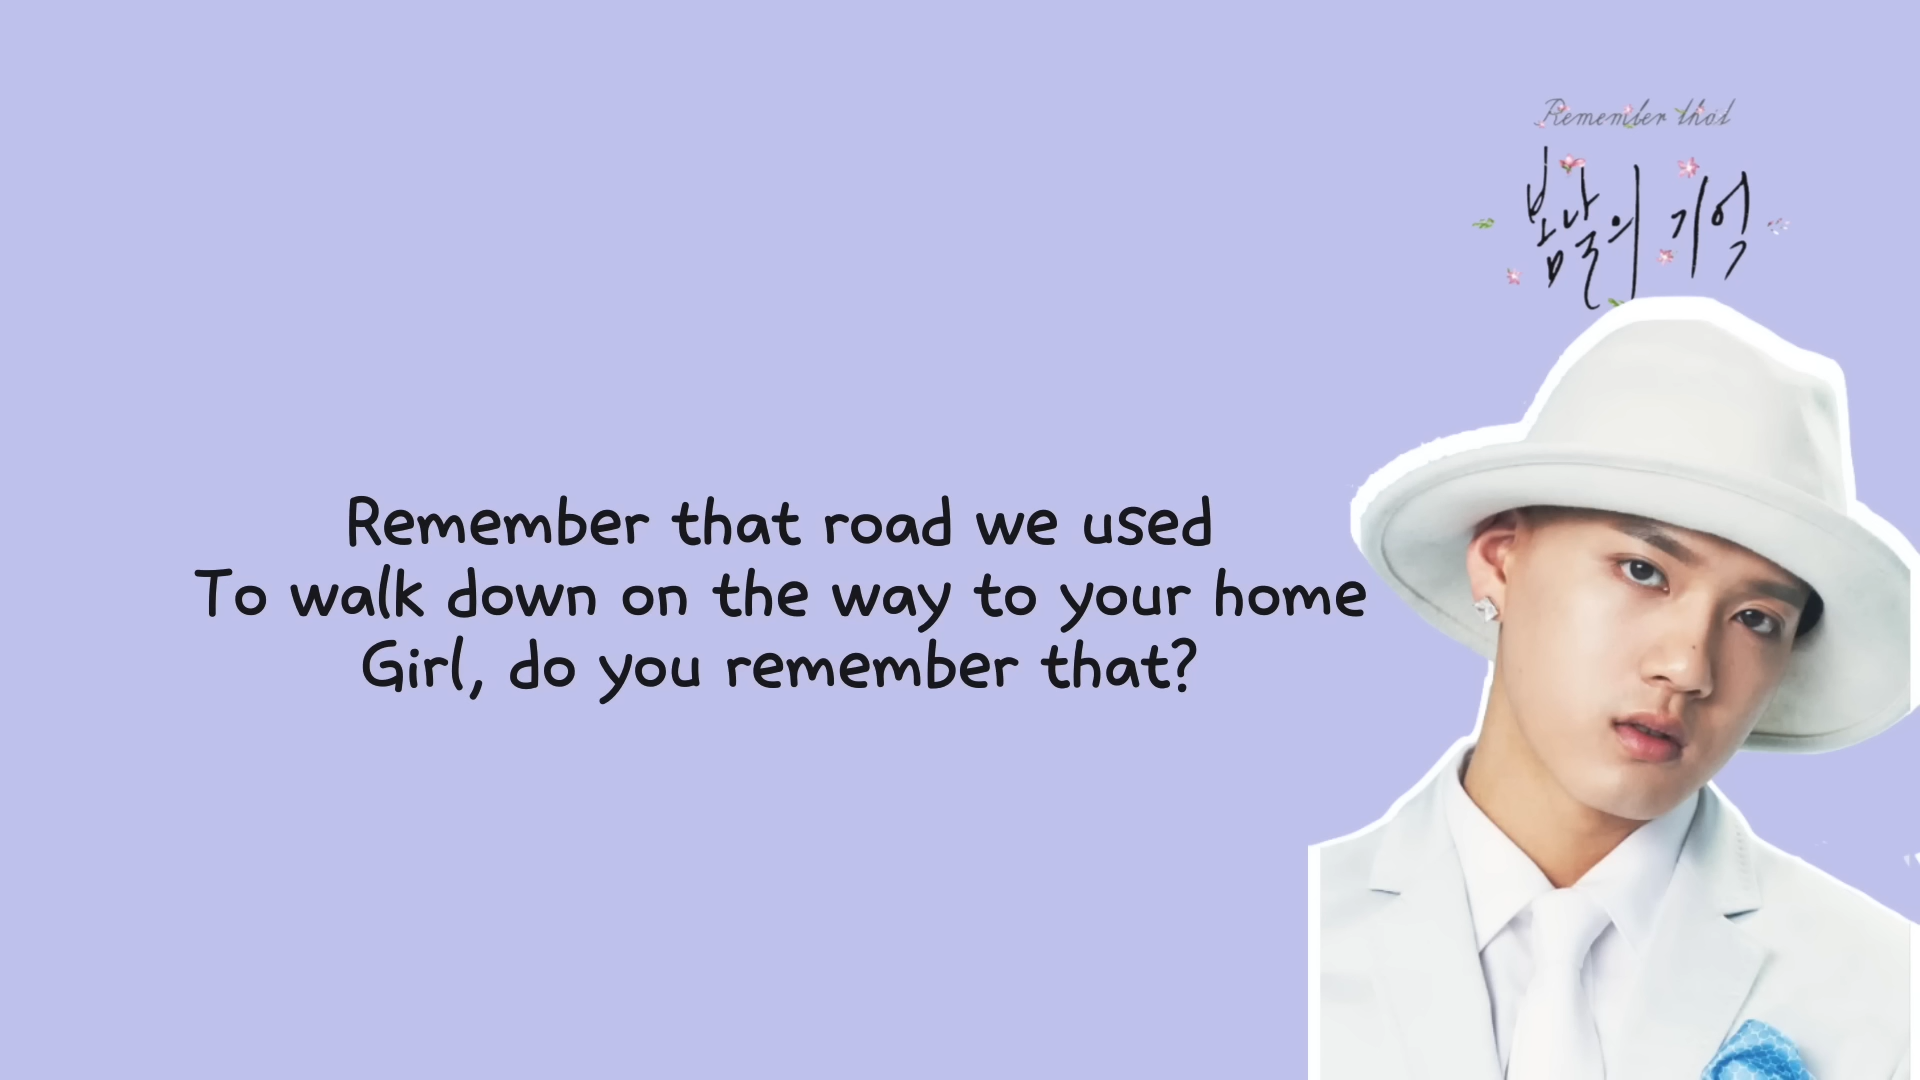 Remember that
봄날의 기억
Remember that road we used
To walk down on the way to your home
Girl, do you remember that?